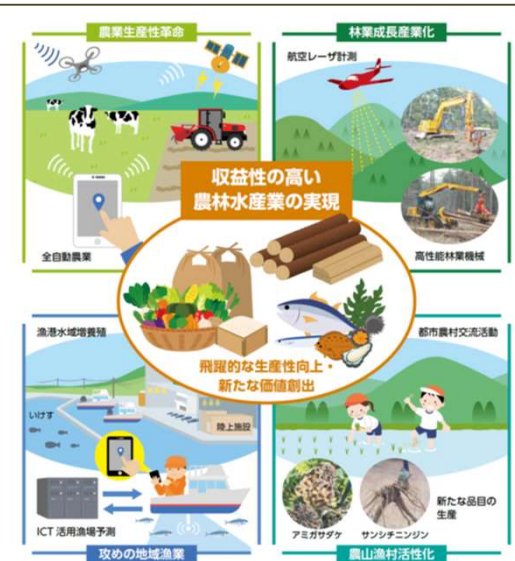 農業生産性革命
全自動農業
林業成長産業化
航空レーザ計測
高性能林業機械
収益性の高い
農林水産業の実現
飛躍的な生産性向上・
新たな価値創出
漁港水域増養殖
いけす
陸上施設
ICT 活用漁場予測
攻めの地域漁業
都市農村交流活動
新たな品目の
生産
アミガサダケ
サンシチニンジン
農山漁村活性化